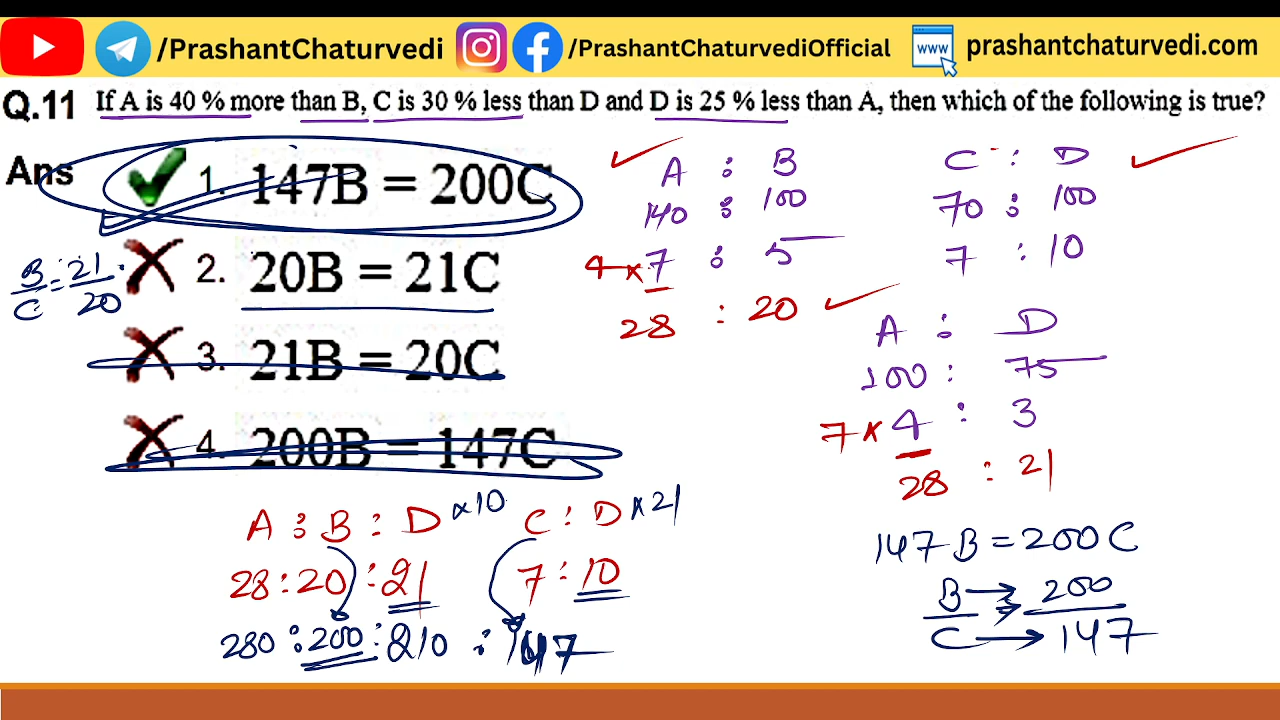 /PrashantChaturvedi /PrashantChaturvediOfficial www prashantchaturvedi.com
Q.11 If A is 40 % more than B, C is 30 % less than D and D is 25 % less than A, then which of the following is true?
Ans
1. 147B = 200C
2. 20B = 21C
3. 21B = 20C
4. 200B = 147C
B/C = 21/20
A : B
140 : 100
4 × 7 : 5
28 : 20
C : D
70 : 100
7 : 10
A : D
100 : 75
7 × 4 : 3
28 : 21
A : B : D ×10 C : D ×21
28 : 20 : 21 7 : 10
280 : 200 : 210 : 147
147B = 200C
B → 200
C → 147